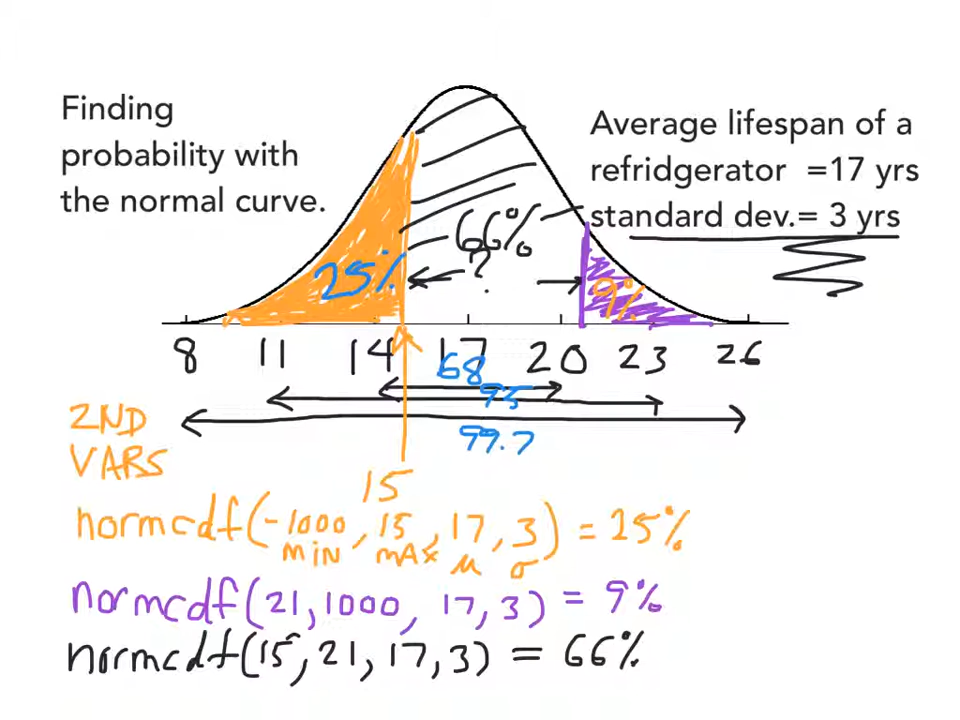 Finding
probability with
the normal curve.
Average lifespan of a
refridgerator =17 yrs
standard dev.= 3 yrs
66%
?
25%
9%
8 11 14 17 20 23 26
68
95
99.7
2ND
VARS
15
normcdf(-1000, 15, 17, 3) = 25%
MIN MAX μ σ
normcdf(21, 1000, 17, 3) = 9%
normcdf(15, 21, 17, 3) = 66%